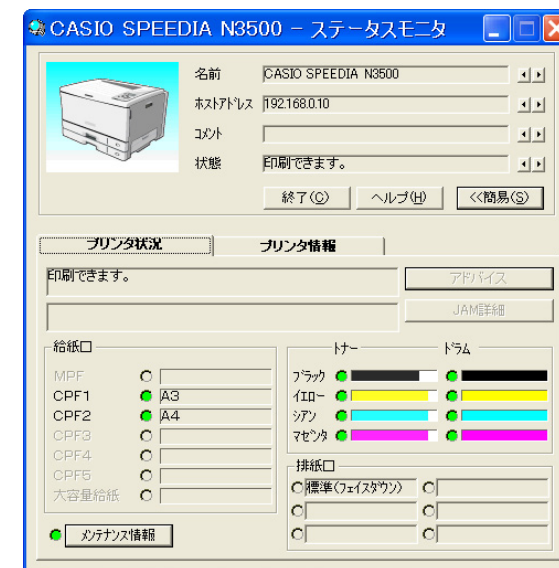 CASIO SPEEDIA N3500 － ステータスモニタ
名前 CASIO SPEEDIA N3500
ホストアドレス 192.168.0.10
コメント
状態 印刷できます。
終了(C) ヘルプ(H) <<簡易(S)
プリンタ状況 プリンタ情報
印刷できます。 アドバイス
JAM詳細
給紙口
MPF
CPF1 A3
CPF2 A4
CPF3
CPF4
CPF5
大容量給紙
メンテナンス情報
トナー ドラム
ブラック
イエロー
シアン
マゼンタ
排紙口
標準(フェイスダウン)